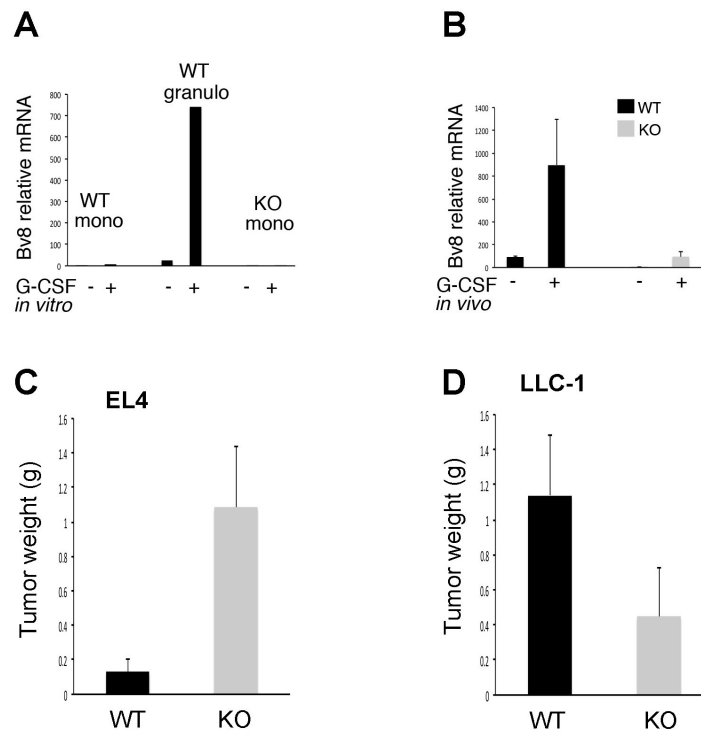 A
Bv8 relative mRNA
800
700
600
500
400
300
200
100
0
WT
mono
WT
granulo
KO
mono
G-CSF - + - + - +
in vitro
B
Bv8 relative mRNA
1400
1200
1000
800
600
400
200
0
WT
KO
G-CSF - + - +
in vivo
C
EL4
Tumor weight (g)
1.6
1.4
1.2
1
0.8
0.6
0.4
0.2
0
WT KO
D
LLC-1
Tumor weight (g)
1.6
1.4
1.2
1
0.8
0.6
0.4
0.2
0
WT KO